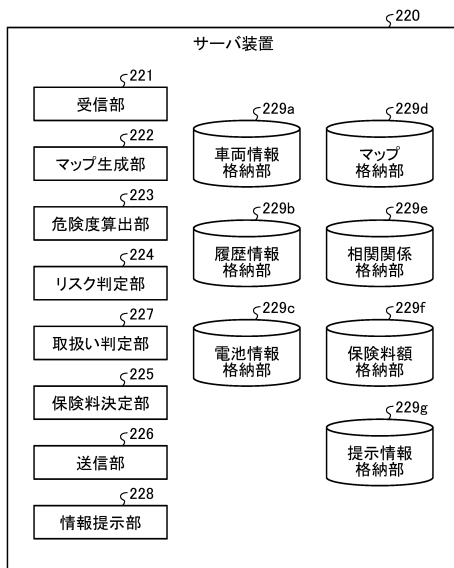 220
サーバ装置
221
受信部
222
マップ生成部
223
危険度算出部
224
リスク判定部
227
取扱い判定部
225
保険料決定部
226
送信部
228
情報提示部
229a
車両情報
格納部
229b
履歴情報
格納部
229c
電池情報
格納部
229d
マップ
格納部
229e
相関関係
格納部
229f
保険料額
格納部
229g
提示情報
格納部